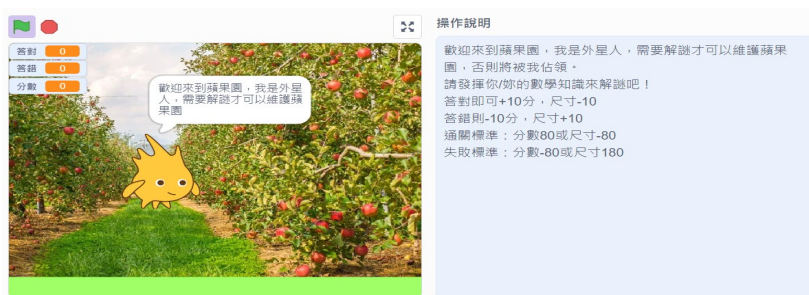 答對 0
答錯 0
分數 0
歡迎來到蘋果園，我是外星
人，需要解謎才可以維護蘋
果園
操作說明
歡迎來到蘋果園，我是外星人，需要解謎才可以維護蘋果
園，否則將被我佔領。
請發揮你/妳的數學知識來解謎吧！
答對即可+10分，尺寸-10
答錯則-10分，尺寸+10
通關標準：分數80或尺寸-80
失敗標準：分數-80或尺寸180